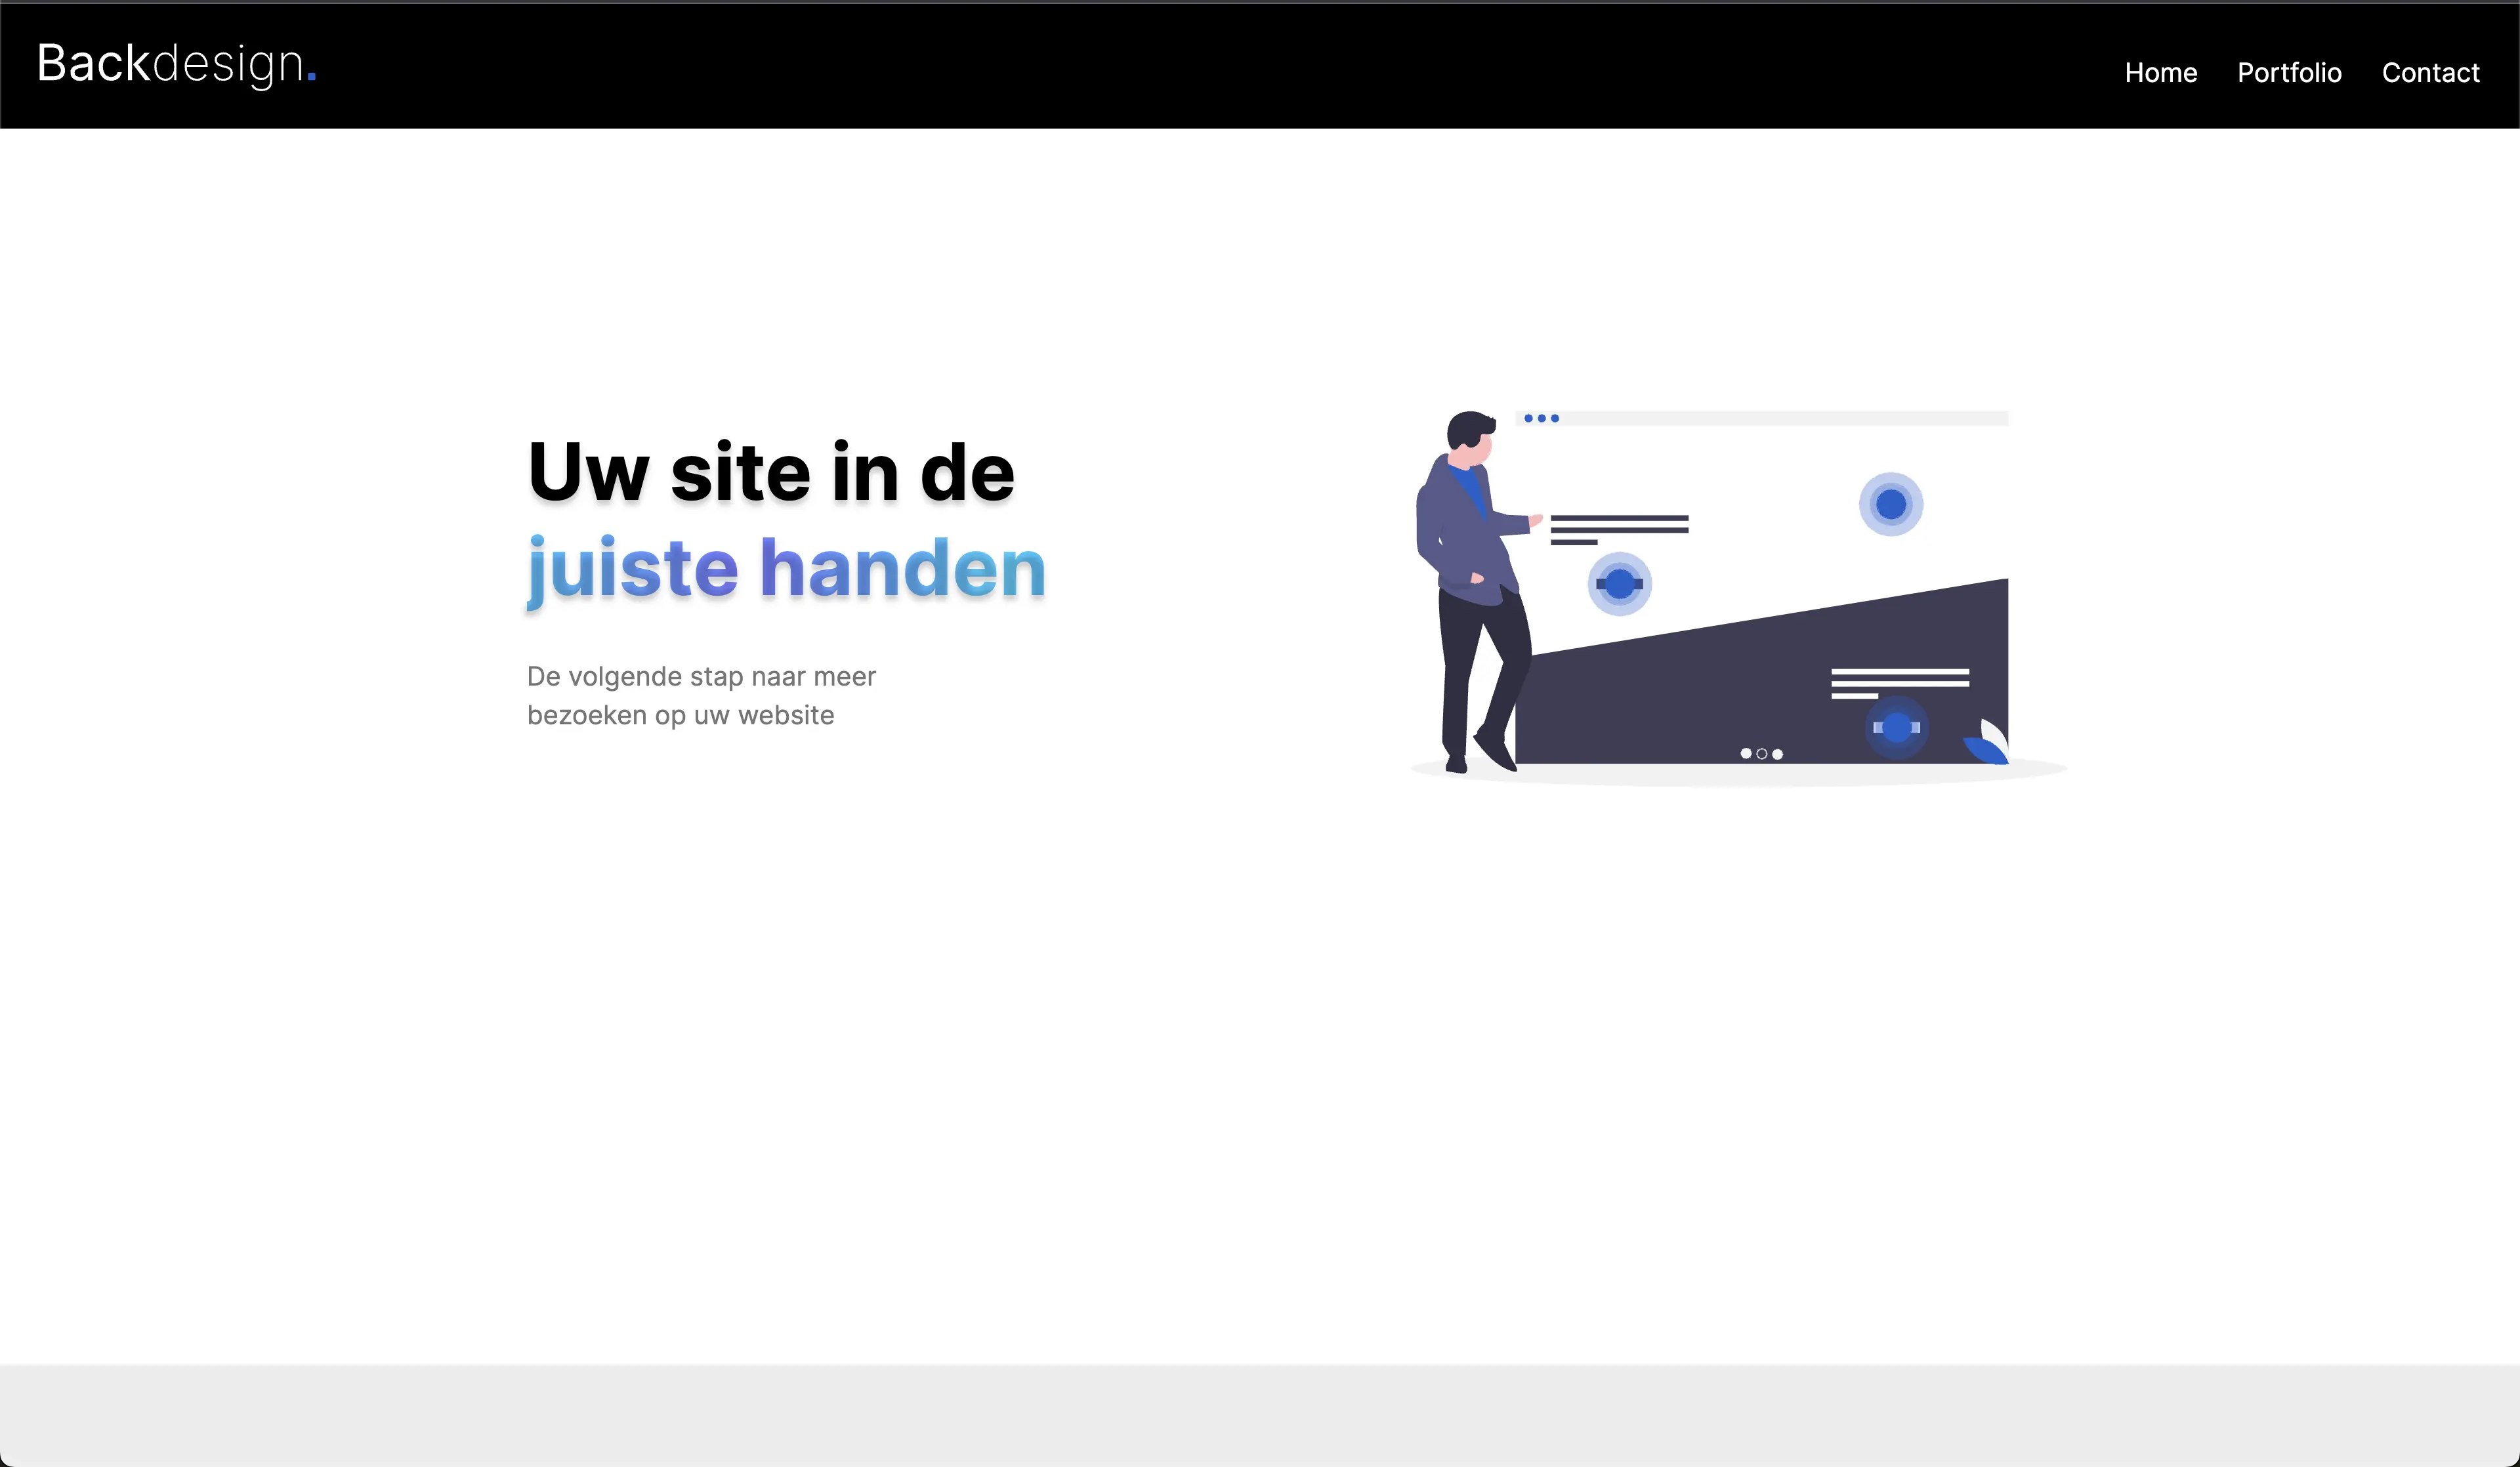 Backdesign.
Home Portfolio Contact
Uw site in de
juiste handen
De volgende stap naar meer
bezoeken op uw website